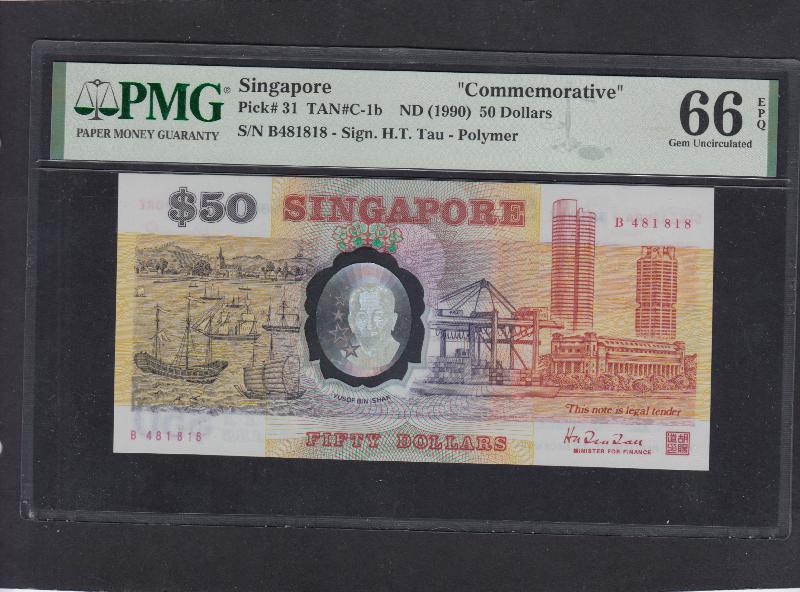 PMG®
PAPER MONEY GUARANTY
Singapore "Commemorative"
Pick# 31 TAN#C-1b ND (1990) 50 Dollars
S/N B481818 - Sign. H.T. Tau - Polymer
66 EPQ
Gem Uncirculated
$50 SINGAPORE
B 481818
YUSOF BIN ISHAK
This note is legal tender
B 481818
FIFTY DOLLARS
MINISTER FOR FINANCE